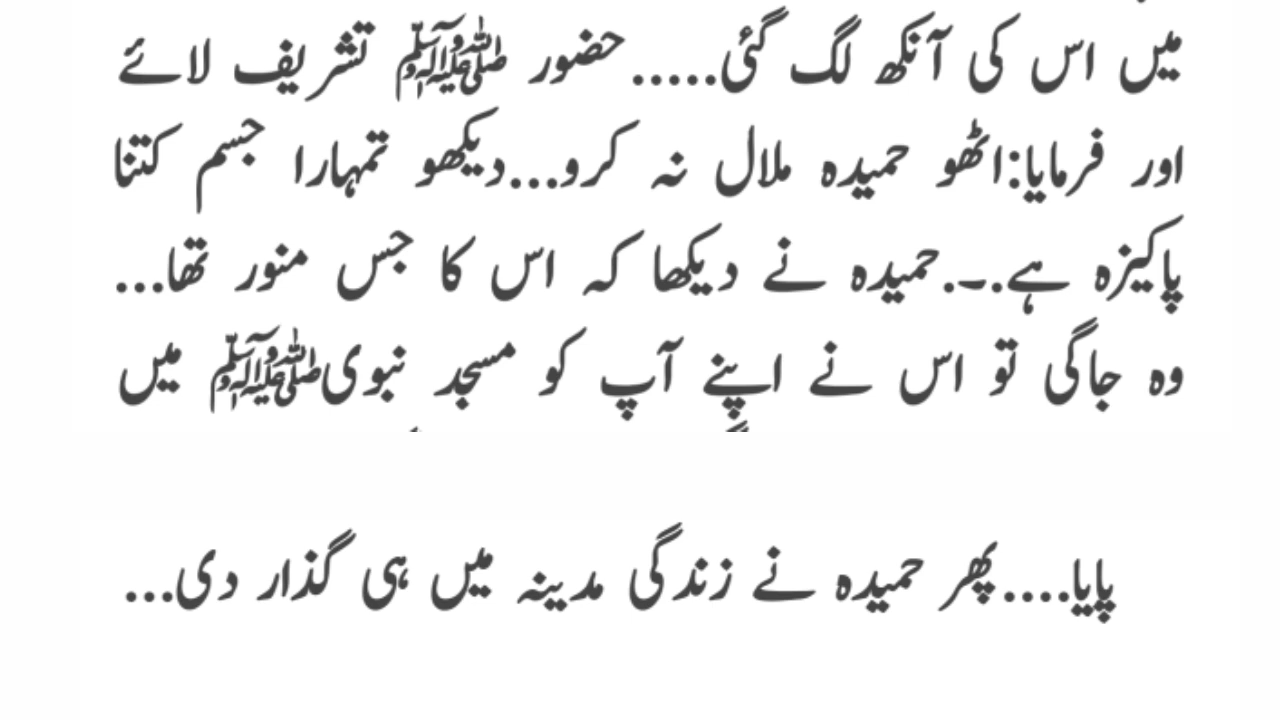 میں اس کی آنکھ لگ گئی.....حضور ﷺ تشریف لائے
اور فرمایا:اٹھو حمیدہ ملال نہ کرو...دیکھو تمہارا جسم کتنا
پاکیزہ ہے.۔.حمیدہ نے دیکھا کہ اس کا جس منور تھا...
وہ جاگی تو اس نے اپنے آپ کو مسجد نبویﷺ میں
پایا....پھر حمیدہ نے زندگی مدینہ میں ہی گذار دی...